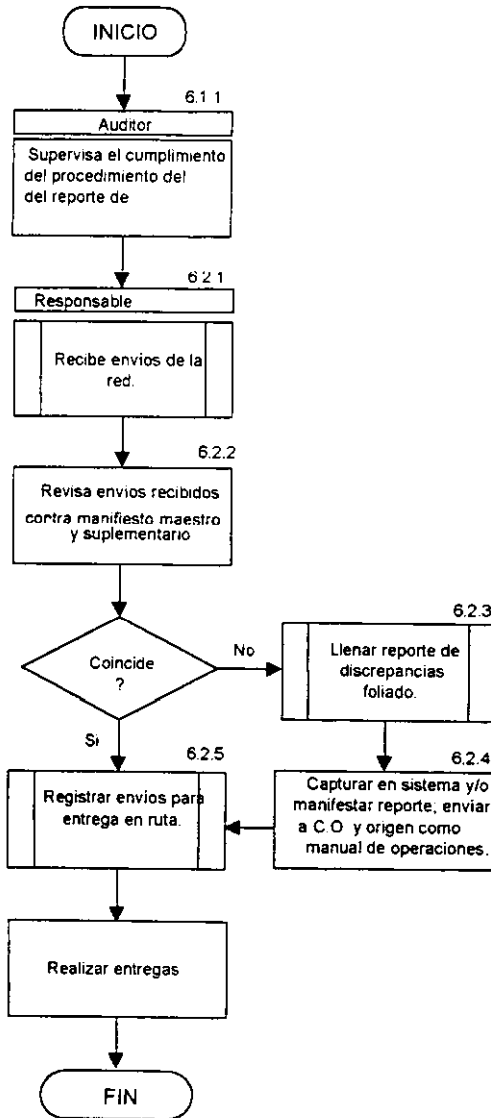 INICIO
6.1 1
Auditor
Supervisa el cumplimiento
del procedimiento del
del reporte de
6.2 1
Responsable
Recibe envios de la
red.
6.2.2
Revisa envios recibidos
contra manifiesto maestro
y suplementario
Coincide
?
No
6.2.3
Llenar reporte de
discrepancias
foliado.
Si
6.2.4
Capturar en sistema y/o
manifestar reporte; enviar
a C.O y origen como
manual de operaciones.
6.2.5
Registrar envios para
entrega en ruta.
Realizar entregas
FIN